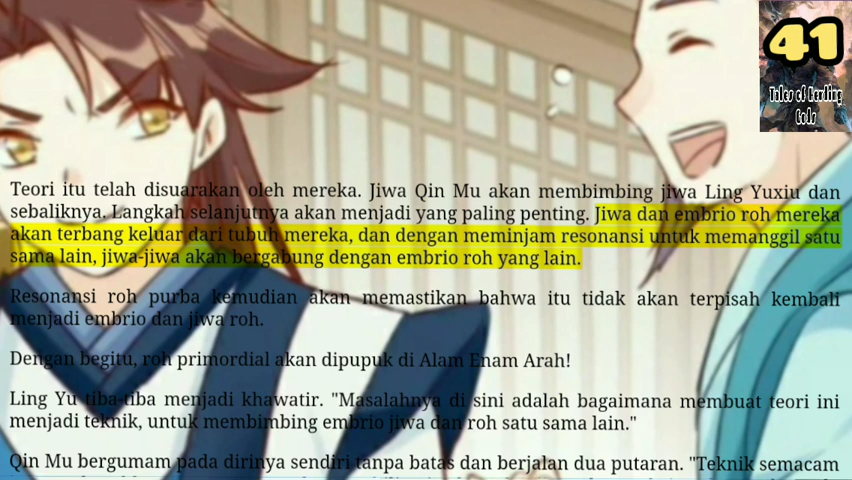 41
Tales of Herding
Gods
Teori itu telah disuarakan oleh mereka. Jiwa Qin Mu akan membimbing jiwa Ling Yuxiu dan
sebaliknya. Langkah selanjutnya akan menjadi yang paling penting. Jiwa dan embrio roh mereka
akan terbang keluar dari tubuh mereka, dan dengan meminjam resonansi untuk memanggil satu
sama lain, jiwa-jiwa akan bergabung dengan embrio roh yang lain.
Resonansi roh purba kemudian akan memastikan bahwa itu tidak akan terpisah kembali
menjadi embrio dan jiwa roh.
Dengan begitu, roh primordial akan dipupuk di Alam Enam Arah!
Ling Yu tiba-tiba menjadi khawatir. "Masalahnya di sini adalah bagaimana membuat teori ini
menjadi teknik, untuk membimbing embrio jiwa dan roh satu sama lain."
Qin Mu bergumam pada dirinya sendiri tanpa batas dan berjalan dua putaran. "Teknik semacam